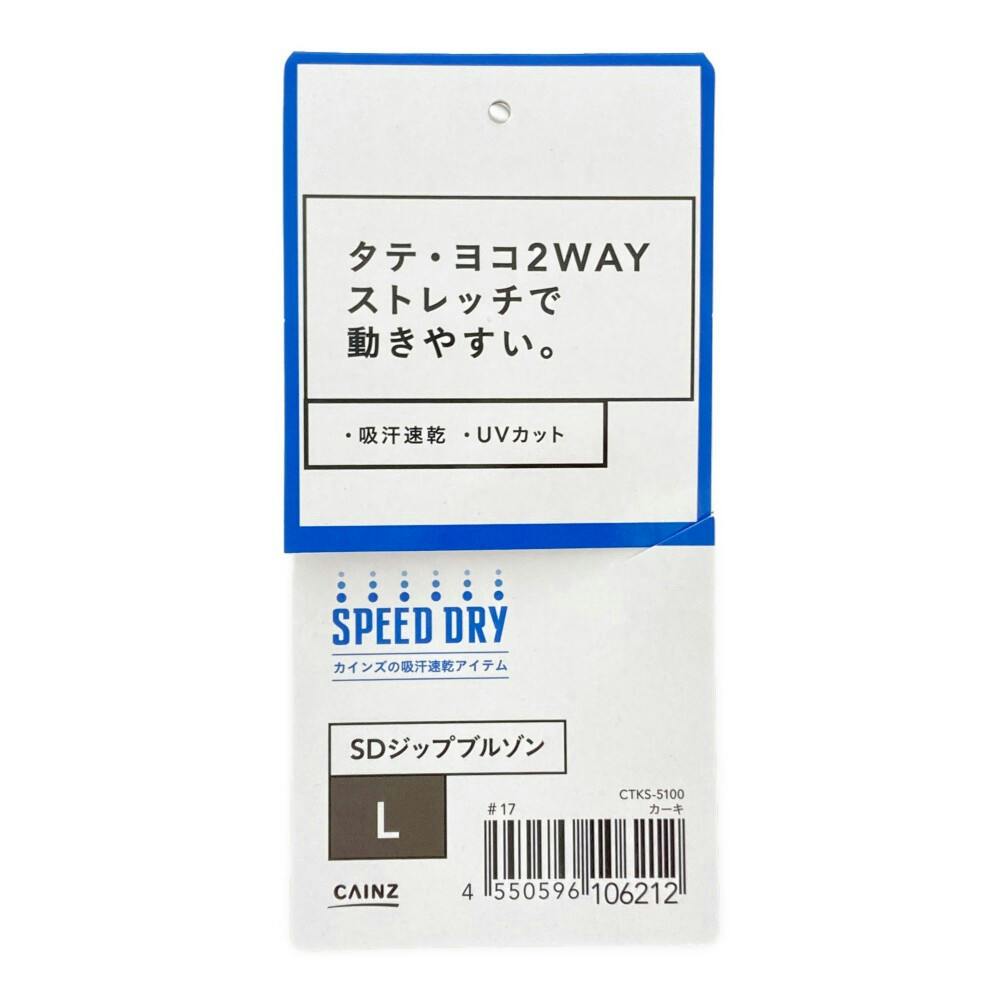 タテ・ヨコ2WAY
ストレッチで
動きやすい。
・吸汗速乾 ・UVカット
SPEED DRY
カインズの吸汗速乾アイテム
SDジップブルゾン
L
CTKS-5100
#17 カーキ
CAINZ
4 550596 106212